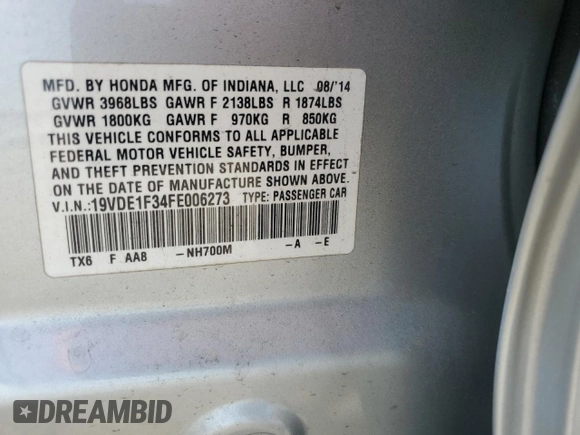 MFD. BY HONDA MFG. OF INDIANA, LLC 08/'14
GVWR 3968LBS GAWR F 2138LBS R 1874LBS
GVWR 1800KG GAWR F 970KG R 850KG
THIS VEHICLE CONFORMS TO ALL APPLICABLE
FEDERAL MOTOR VEHICLE SAFETY, BUMPER,
AND THEFT PREVENTION STANDARDS IN EFFECT
ON THE DATE OF MANUFACTURE SHOWN ABOVE.
V.I.N.:19VDE1F34FE006273 TYPE: PASSENGER CAR
TX6 F AA8 -NH700M -A -E
DREAMBID